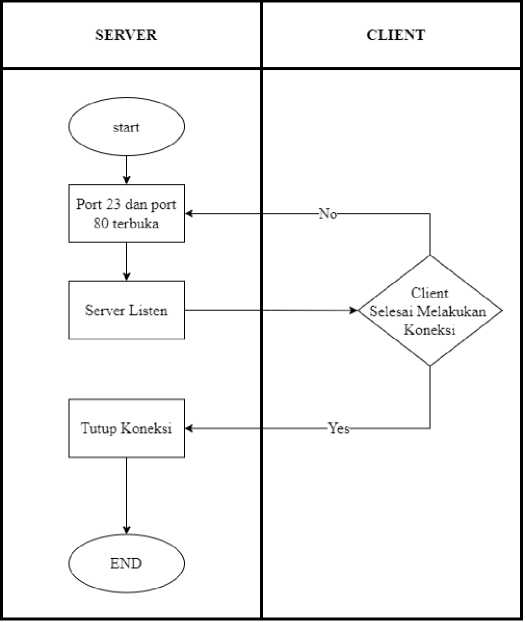 SERVER
CLIENT
start
Port 23 dan port
80 terbuka
No
Server Listen
Client
Selesai Melakukan
Koneksi
Tutup Koneksi
Yes
END